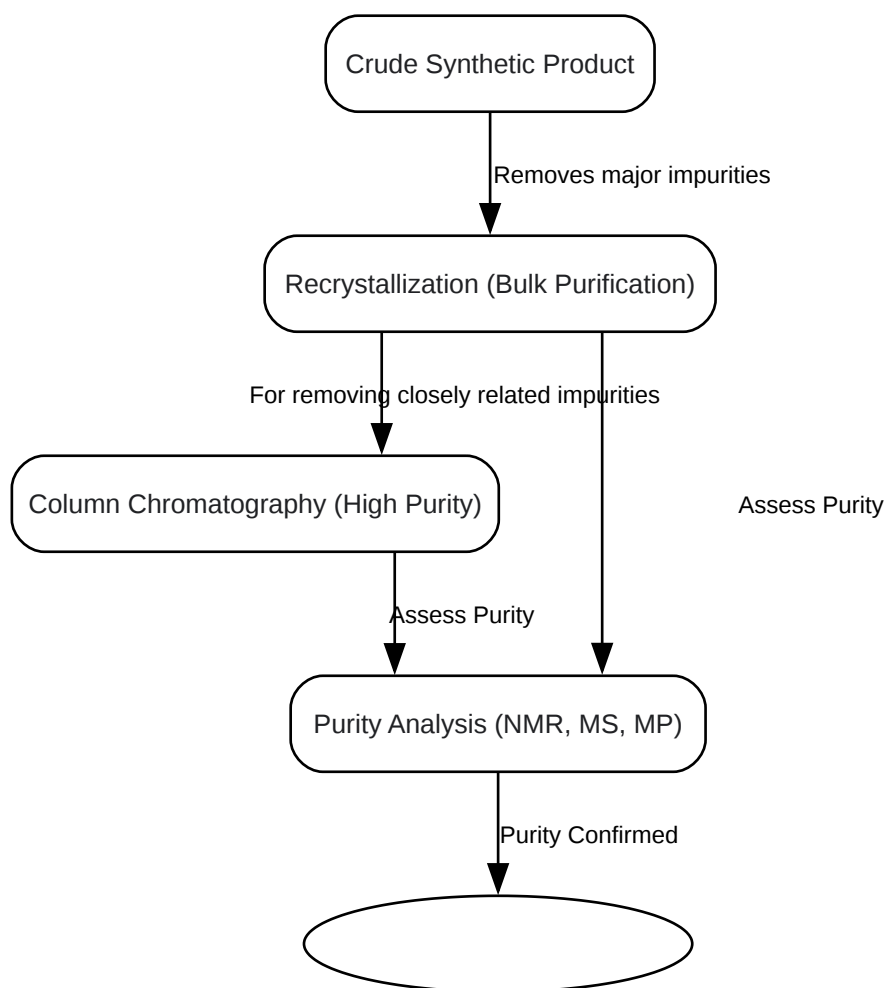 Crude Synthetic Product
Removes major impurities
Recrystallization (Bulk Purification)
For removing closely related impurities
Column Chromatography (High Purity)
Assess Purity
Assess Purity
Purity Analysis (NMR, MS, MP)
Purity Confirmed